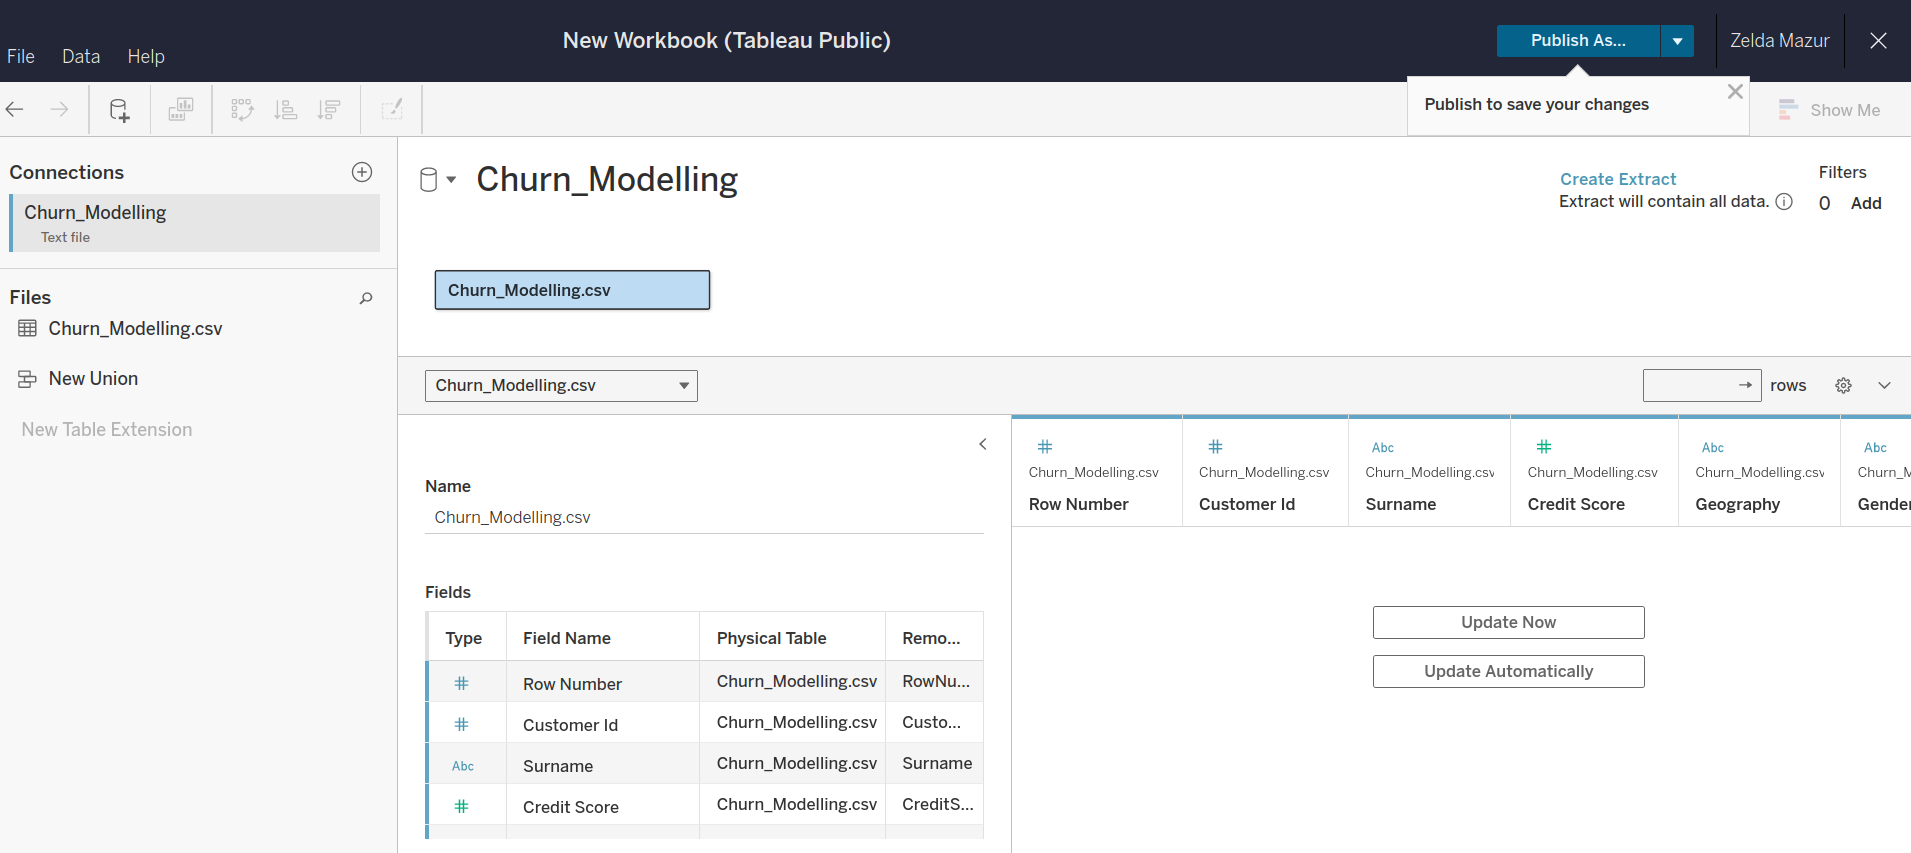 New Workbook (Tableau Public)
Publish As...
Zelda Mazur
File Data Help
Publish to save your changes
Show Me
Connections
Churn_Modelling
Text file
Files
Churn_Modelling.csv
New Union
New Table Extension
Churn_Modelling
Create Extract
Extract will contain all data.
Filters
0 Add
Churn_Modelling.csv
Churn_Modelling.csv
rows
Name
Churn_Modelling.csv
Fields
Type Field Name Physical Table Remo...
# Row Number Churn_Modelling.csv RowNu...
# Customer Id Churn_Modelling.csv Custo...
Abc Surname Churn_Modelling.csv Surname
# Credit Score Churn_Modelling.csv CreditS...
# # Abc # Abc Abc
Churn_Modelling.csv Churn_Modelling.csv Churn_Modelling.csv Churn_Modelling.csv Churn_Modelling.csv Churn_M
Row Number Customer Id Surname Credit Score Geography Gender
Update Now
Update Automatically